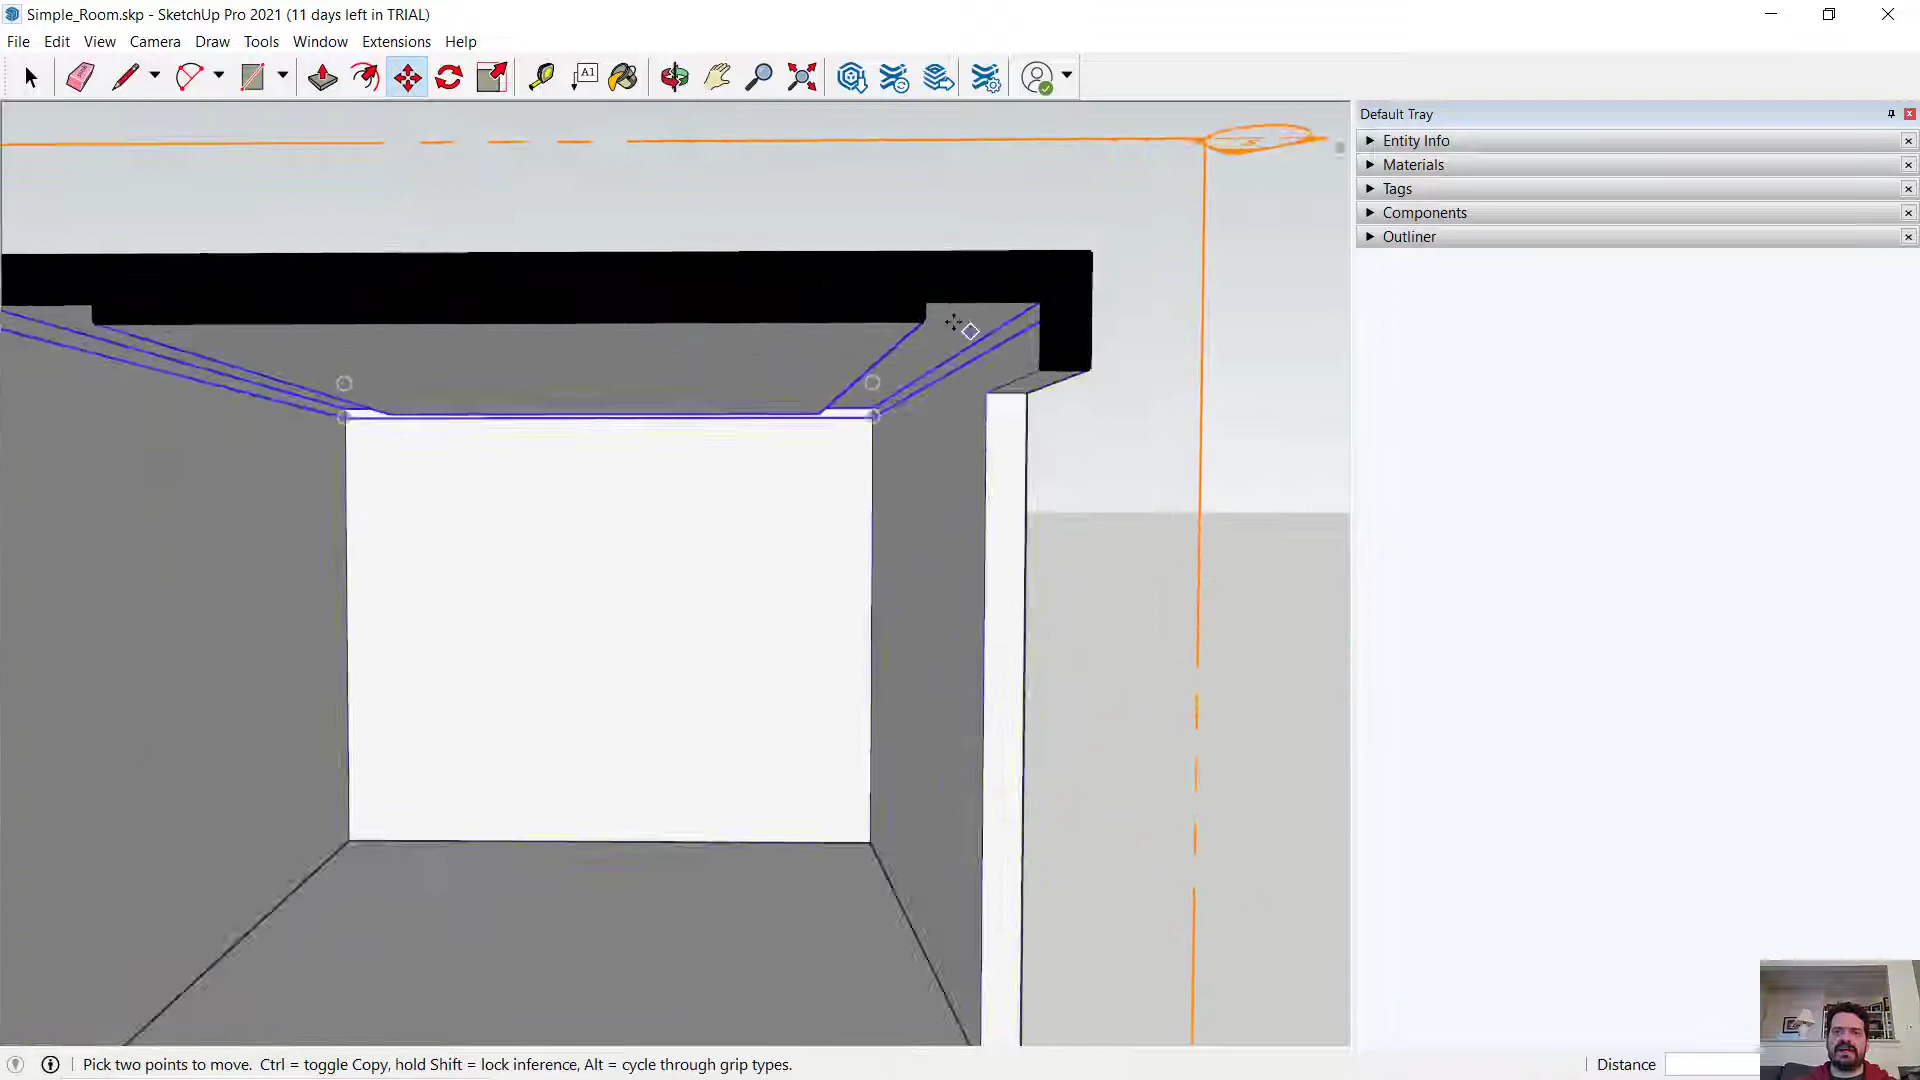 Simple_Room.skp - SketchUp Pro 2021 (11 days left in TRIAL)
File Edit View Camera Draw Tools Window Extensions Help
A1
Default Tray
Entity Info
Materials
Tags
Components
Outliner
Pick two points to move. Ctrl = toggle Copy, hold Shift = lock inference, Alt = cycle through grip types.
Distance